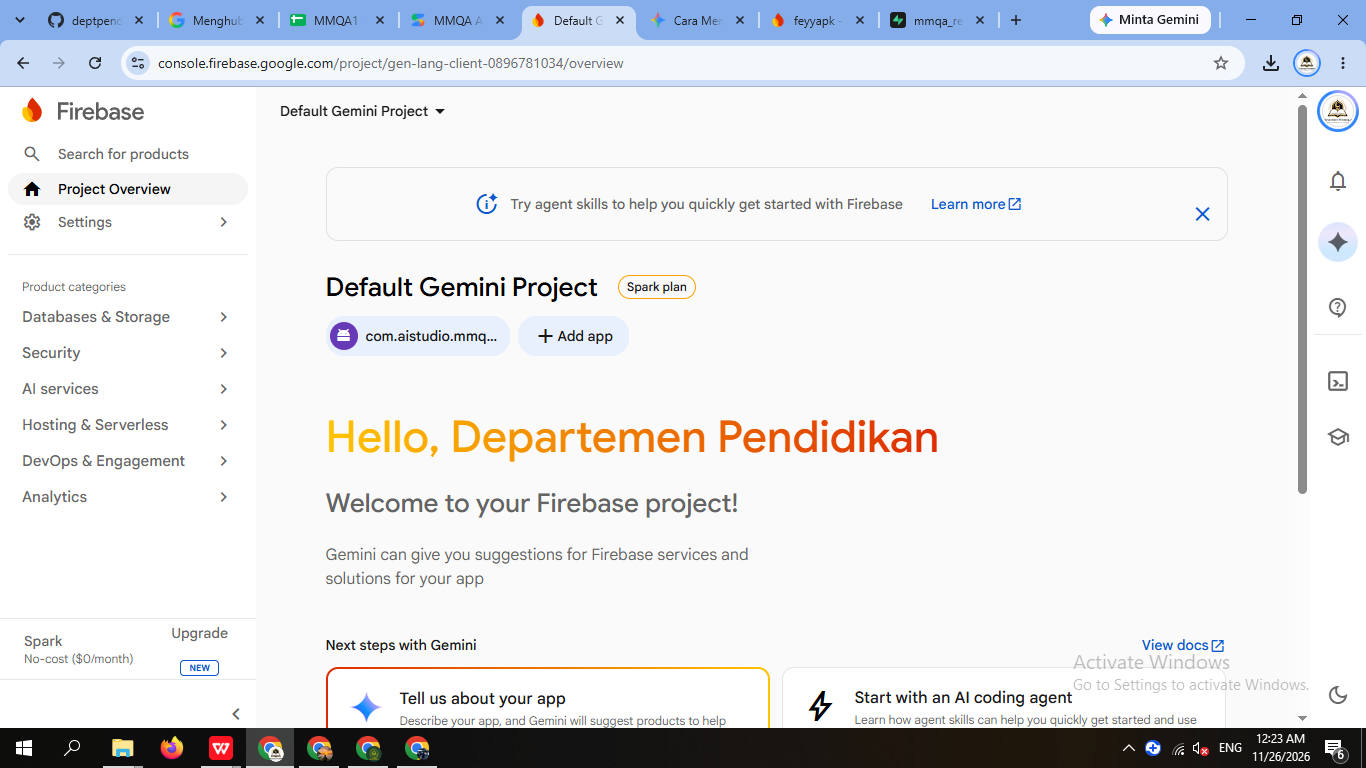 deptpend
Menghub
MMQA1
MMQA A
Default G
Cara Mer
feyyapk -
mmqa_re
Minta Gemini
console.firebase.google.com/project/gen-lang-client-0896781034/overview
Firebase
Default Gemini Project
Search for products
Project Overview
Settings
Try agent skills to help you quickly get started with Firebase
Learn more
Default Gemini Project
Spark plan
com.aistudio.mmq...
Add app
Product categories
Databases & Storage
Security
AI services
Hosting & Serverless
DevOps & Engagement
Analytics
Hello, Departemen Pendidikan
Welcome to your Firebase project!
Gemini can give you suggestions for Firebase services and
solutions for your app
Spark
No-cost ($0/month)
Upgrade
NEW
Next steps with Gemini
View docs
Tell us about your app
Describe your app, and Gemini will suggest products to help
Start with an AI coding agent
Learn how agent skills can help you quickly get started and use
Activate Windows
Go to Settings to activate Windows.
ENG
12:23 AM
11/26/2026
6